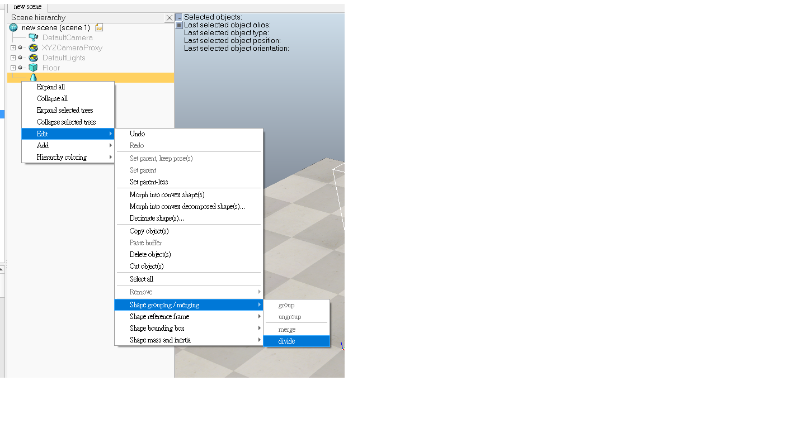 new scene
Scene hierarchy
new scene (scene 1)
DefaultCamera
XYZCameraProxy
DefaultLights
Floor
Selected objects:
Last selected object alias:
Last selected object type:
Last selected object position:
Last selected object orientation:
Expand all
Collapse all
Expand selected trees
Collapse selected trees
Edit
Add
Hierarchy coloring
Undo
Redo
Set parent, keep pose(s)
Set parent
Set parent-less
Morph into convex shape(s)
Morph into convex decomposed shape(s)...
Decimate shape(s)...
Copy object(s)
Paste buffer
Delete object(s)
Cut object(s)
Select all
Remove
Shape grouping / merging
Shape reference frame
Shape bounding box
Shape mass and inertia
group
ungroup
merge
divide